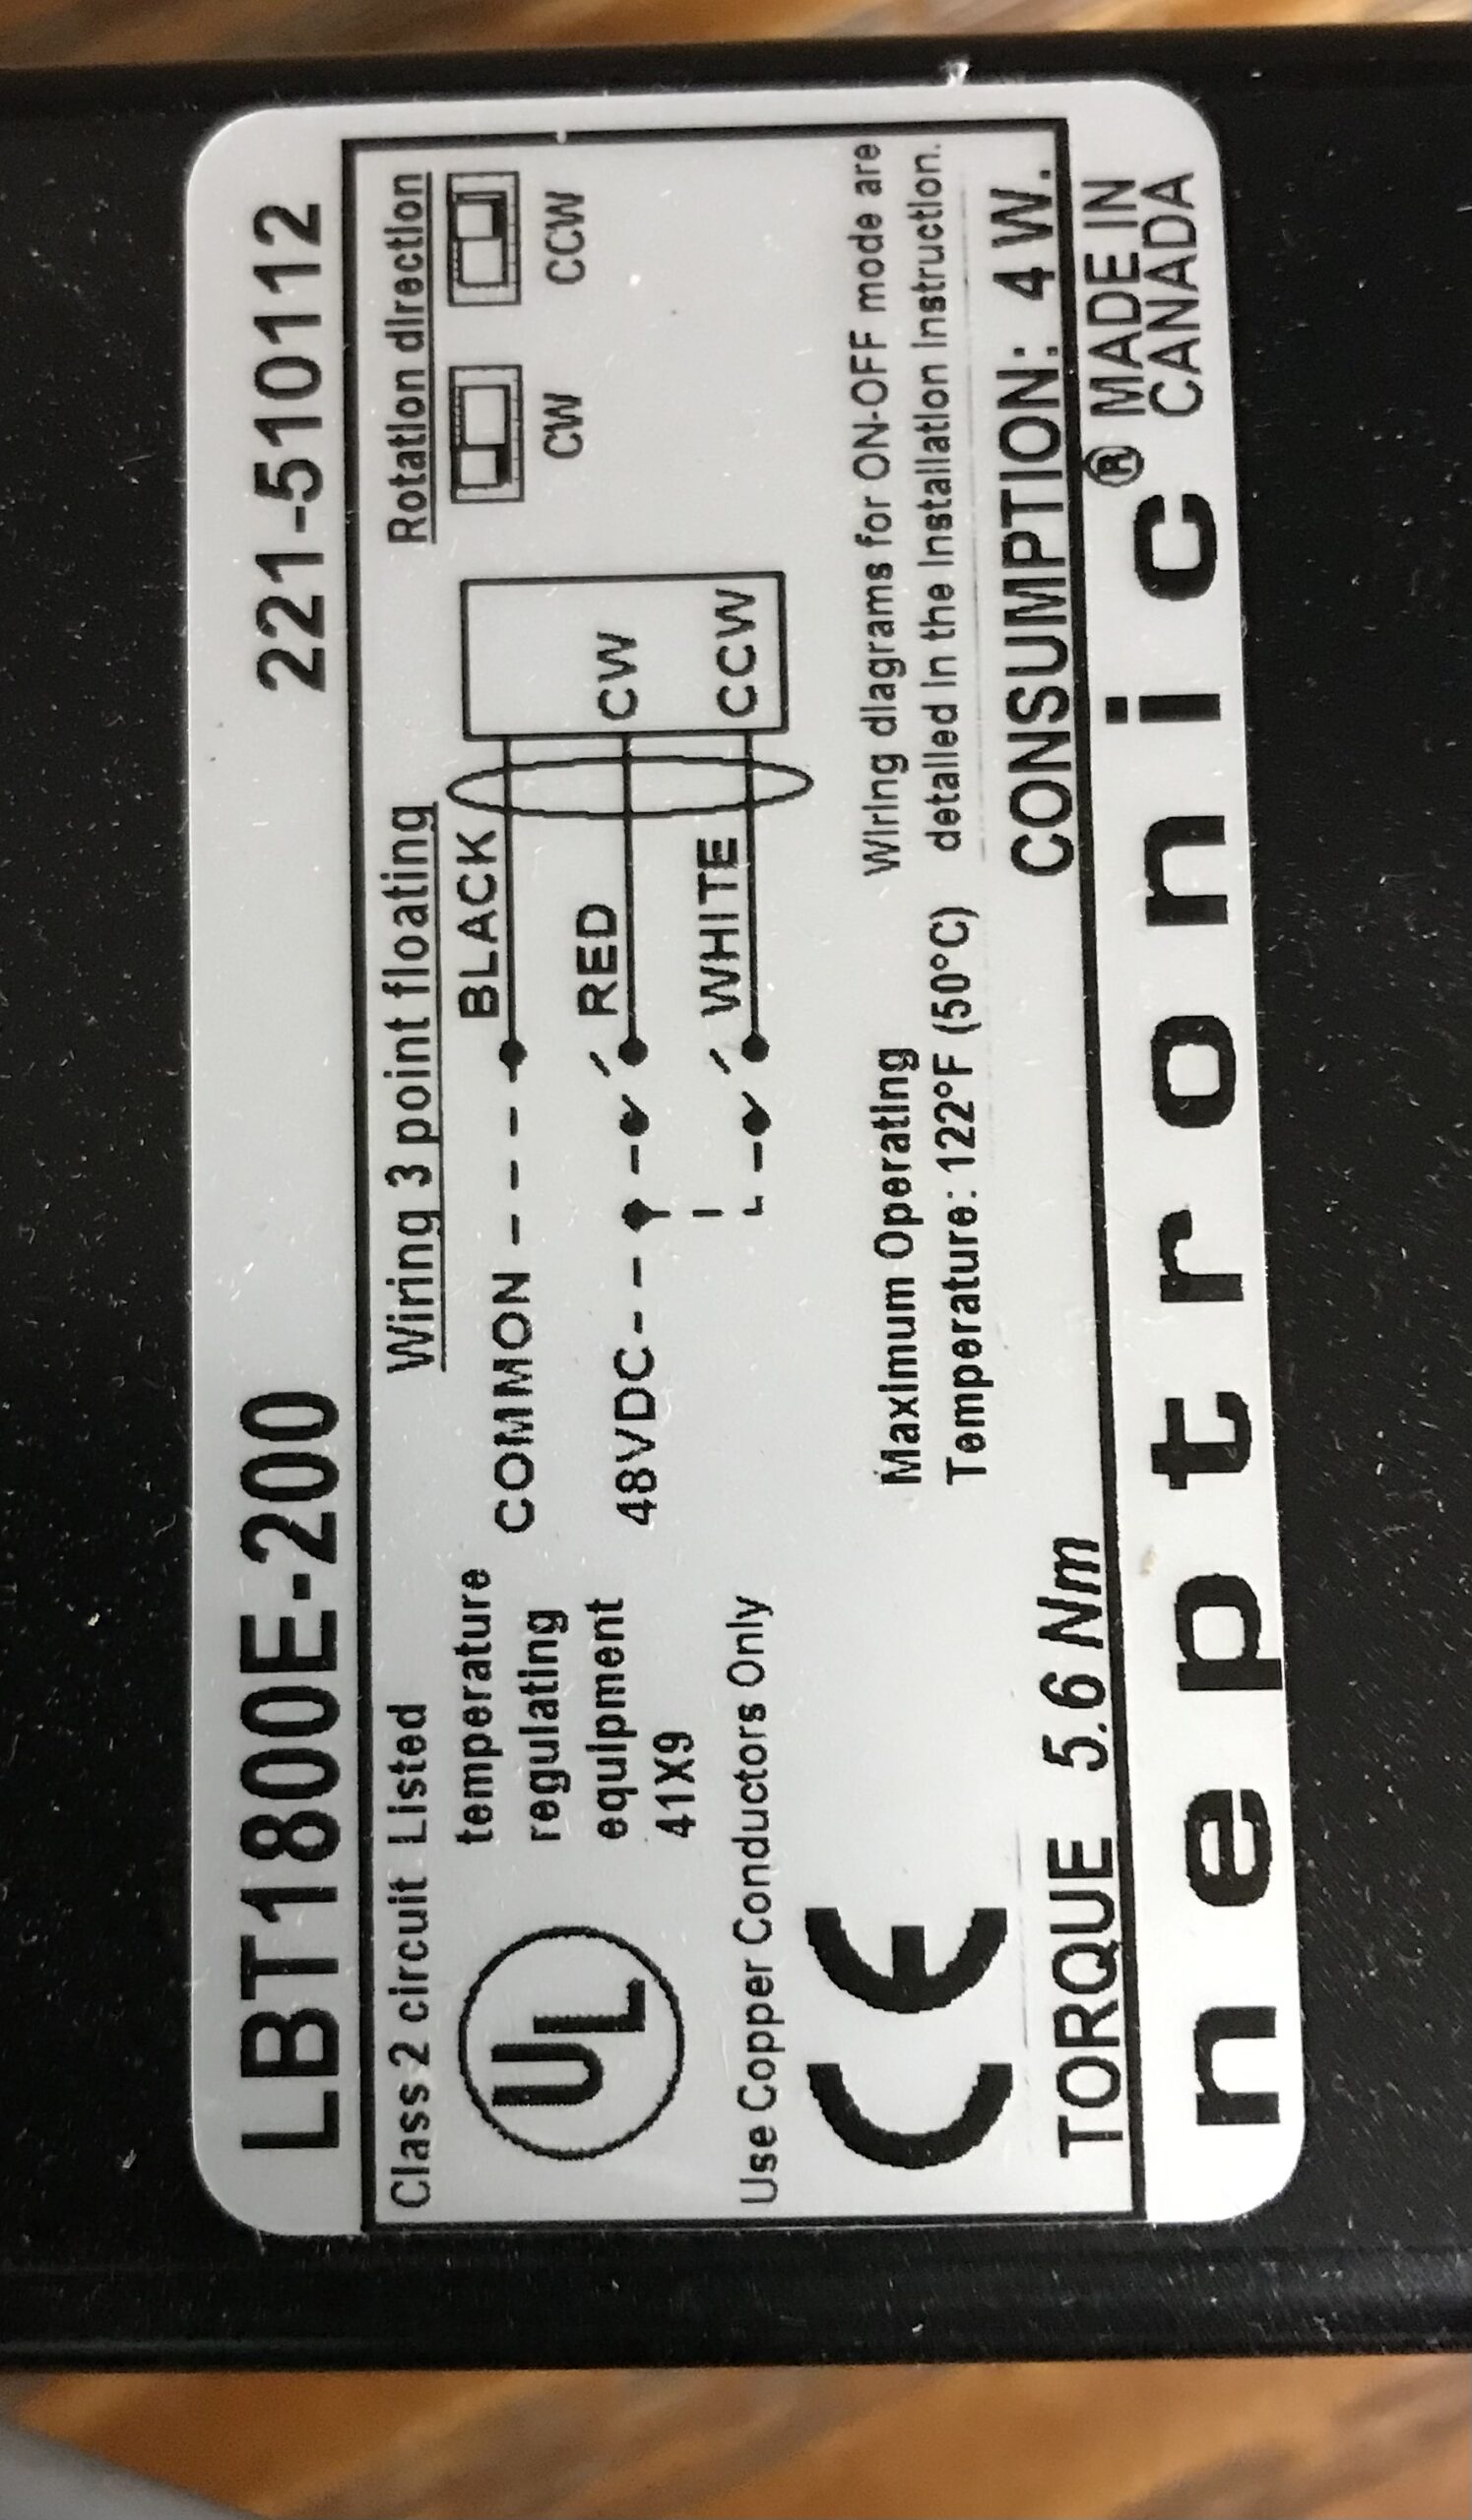 LBT1800E-200
221-510112
Class 2 circuit Listed
UL
temperature
regulating
equipment
41X9
Use Copper Conductors Only
CE
Wiring 3 point floating
COMMON
BLACK
48VDC
RED
CW
WHITE
CCW
Rotation direction
CW
CCW
Maximum Operating
Temperature: 122°F (50°C)
Wiring diagrams for ON-OFF mode are
detailed in the Installation Instruction.
TORQUE 5.6 Nm
CONSUMPTION: 4 W.
neptronic®
MADE IN
CANADA